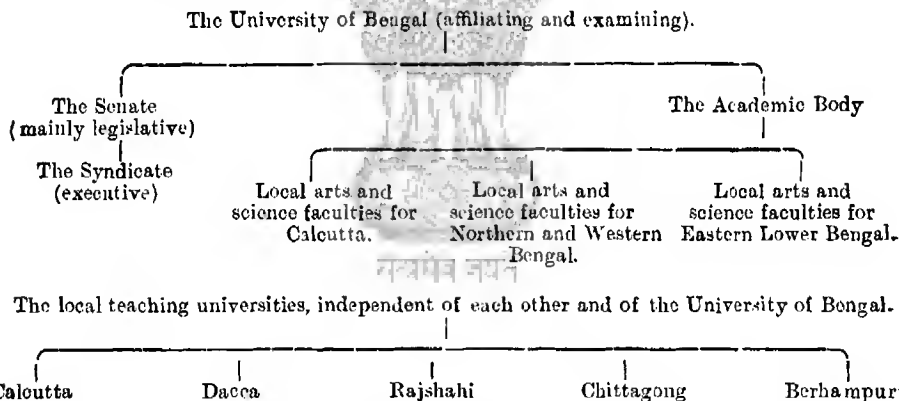 The University of Bengal (affiliating and examining).
The Senate
(mainly legislative)
The Academic Body
The Syndicate
(executive)
Local arts and
science faculties for
Calcutta.
Local arts and
science faculties for
Northern and Western
Bengal.
Local arts and
science faculties for
Eastern Lower Bengal.
सत्यमेव जयते
The local teaching universities, independent of each other and of the University of Bengal.
Calcutta Dacca Rajshahi Chittagong Berhampur